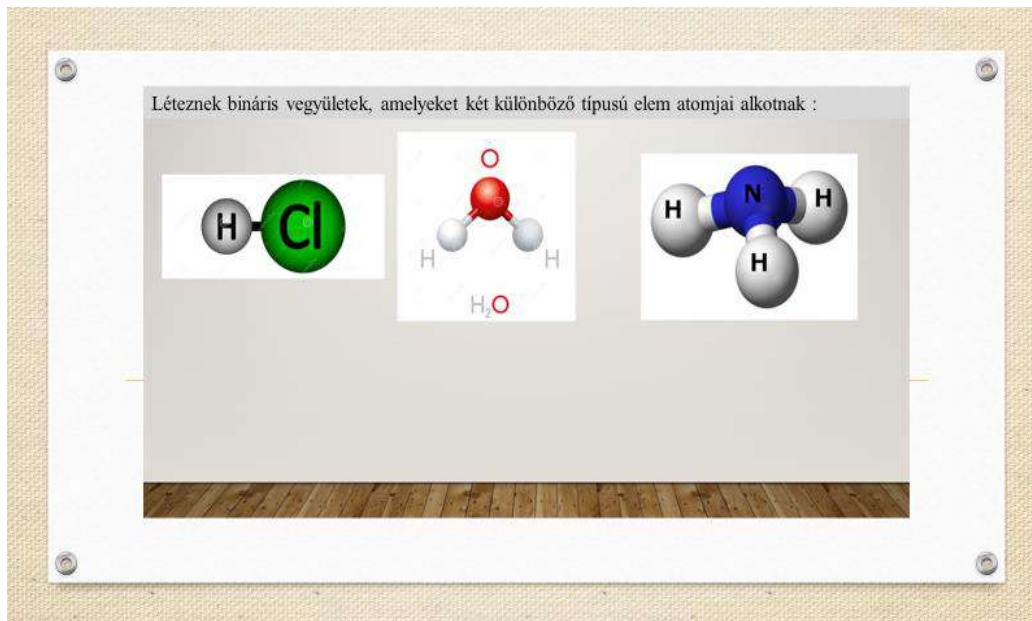 Léteznek bináris vegyületek, amelyeket két különböző típusú elem atomjai alkotnak :
H Cl
O
H H
H₂O
N
H H
H